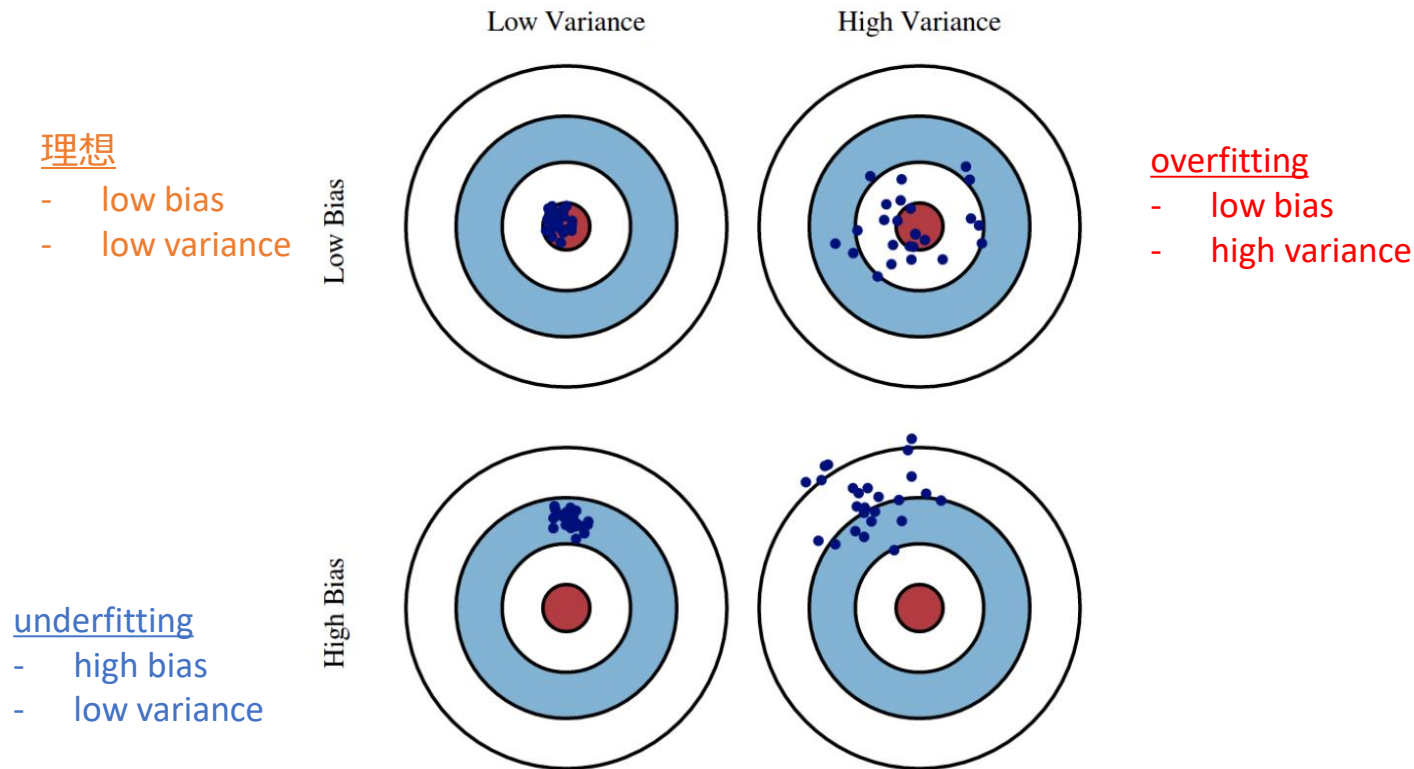 Low Variance
High Variance
理想
- low bias
- low variance
Low Bias
overfitting
- low bias
- high variance
underfitting
- high bias
- low variance
High Bias